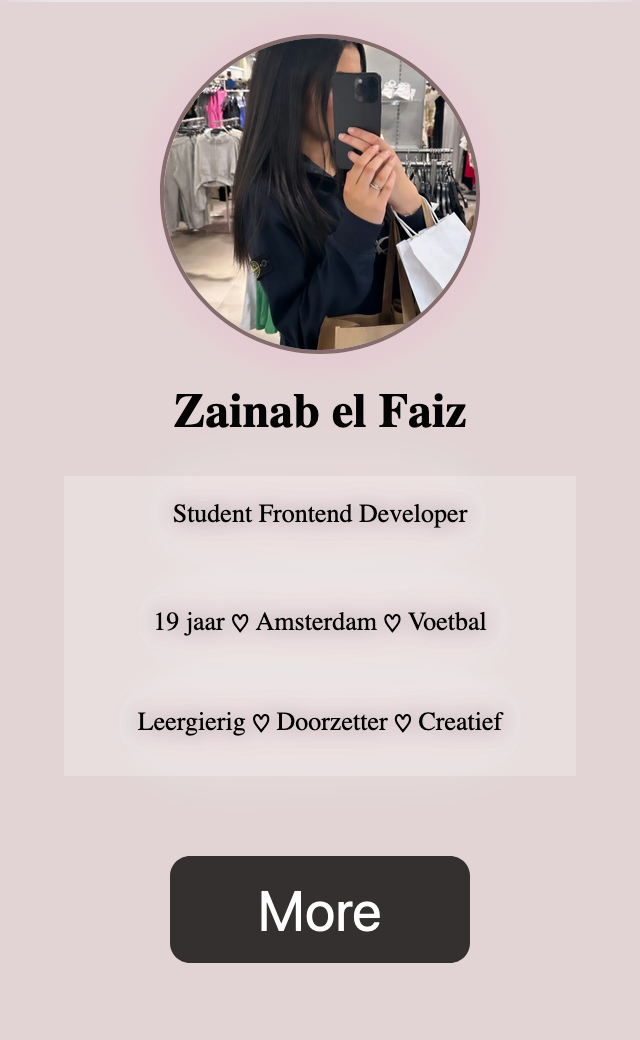 Zainab el Faiz
Student Frontend Developer
19 jaar ♡ Amsterdam ♡ Voetbal
Leergierig ♡ Doorzetter ♡ Creatief
More